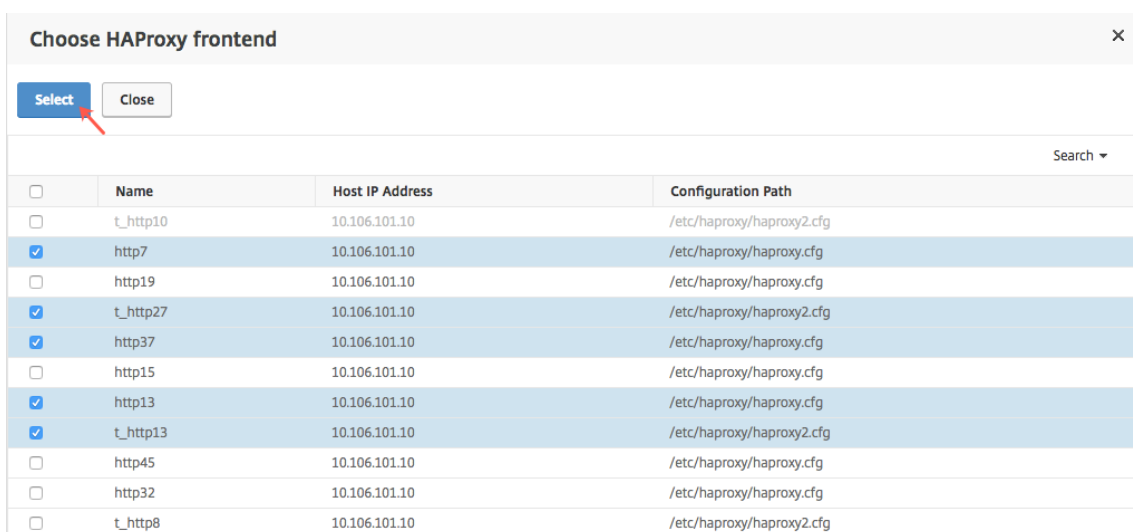 Choose HAProxy frontend
Select Close
Search
Name Host IP Address Configuration Path
t_http10 10.106.101.10 /etc/haproxy/haproxy2.cfg
http7 10.106.101.10 /etc/haproxy/haproxy.cfg
http19 10.106.101.10 /etc/haproxy/haproxy.cfg
t_http27 10.106.101.10 /etc/haproxy/haproxy2.cfg
http37 10.106.101.10 /etc/haproxy/haproxy.cfg
http15 10.106.101.10 /etc/haproxy/haproxy.cfg
http13 10.106.101.10 /etc/haproxy/haproxy.cfg
t_http13 10.106.101.10 /etc/haproxy/haproxy2.cfg
http45 10.106.101.10 /etc/haproxy/haproxy.cfg
http32 10.106.101.10 /etc/haproxy/haproxy.cfg
t_http8 10.106.101.10 /etc/haproxy/haproxy2.cfg